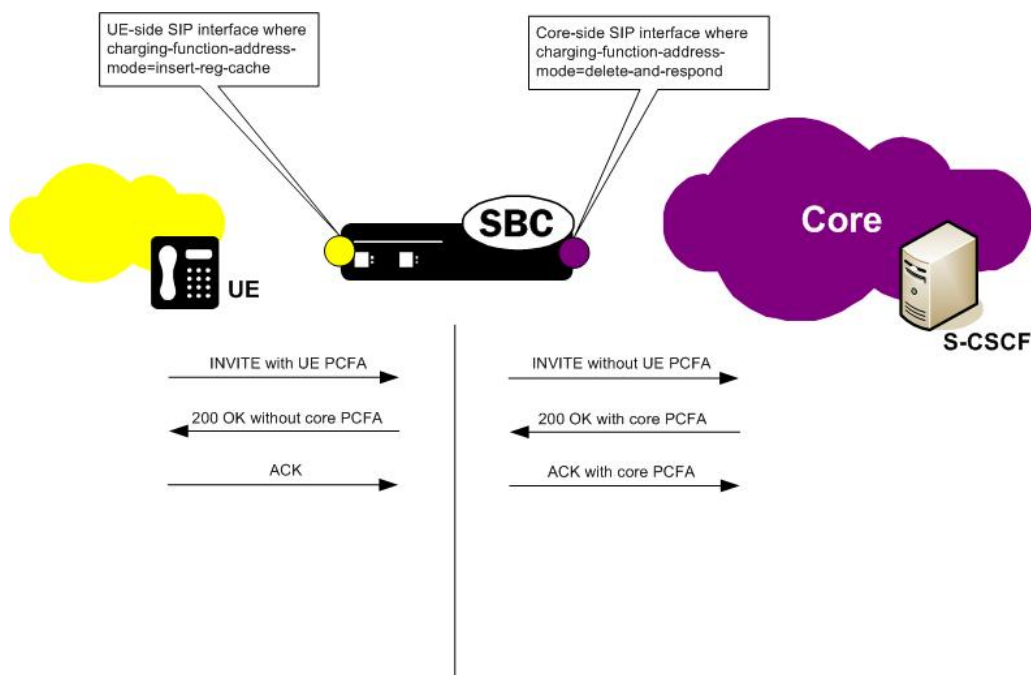 UE-side SIP interface where
charging-function-address-
mode=insert-reg-cache
Core-side SIP interface where
charging-function-address-
mode=delete-and-respond
SBC
Core
UE
S-CSCF
INVITE with UE PCFA
INVITE without UE PCFA
200 OK without core PCFA
200 OK with core PCFA
ACK
ACK with core PCFA